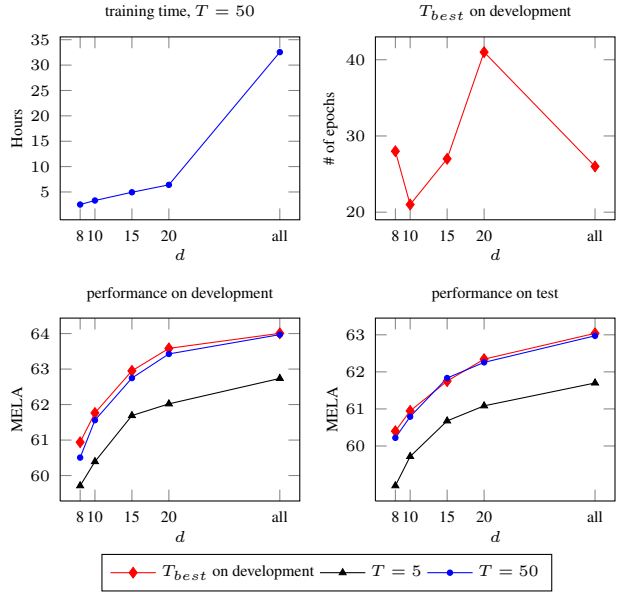 training time, T = 50
35
30
25
20
15
10
5
Hours
8 10 15 20 all
d
T_best on development
40
30
20
# of epochs
8 10 15 20 all
d
performance on development
64
63
62
61
60
MELA
8 10 15 20 all
d
performance on test
63
62
61
60
MELA
8 10 15 20 all
d
T_best on development T = 5 T = 50